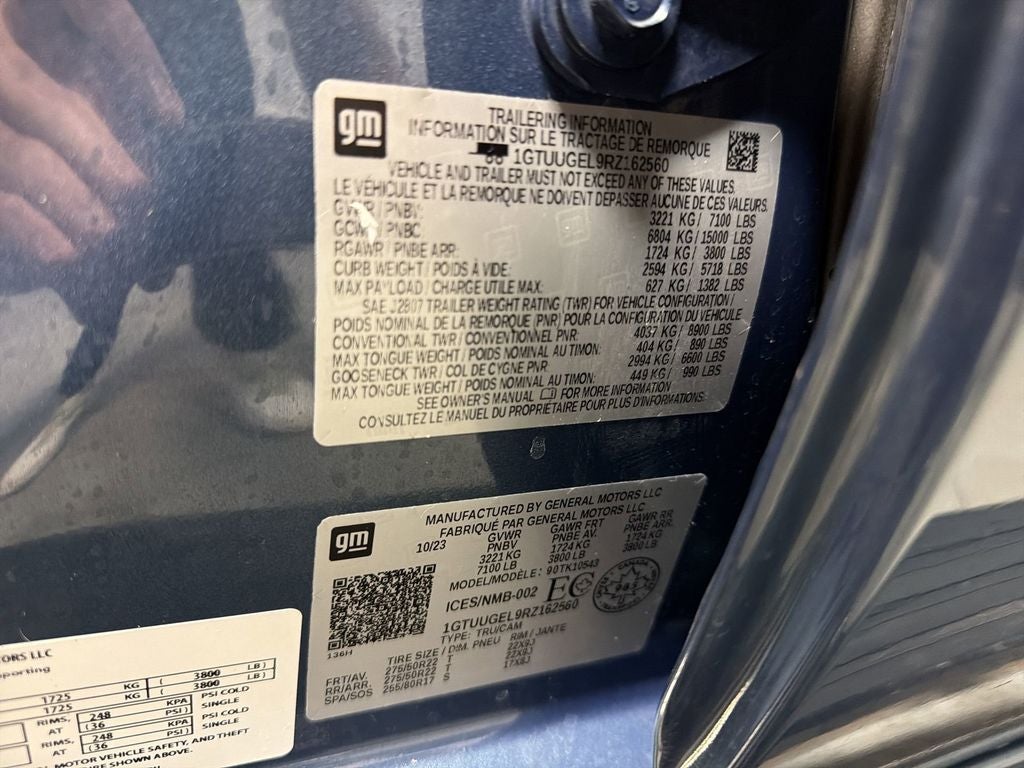 gm
TRAILERING INFORMATION
INFORMATION SUR LE TRACTAGE DE REMORQUE
1GTUUGEL9RZ162560
VEHICLE AND TRAILER MUST NOT EXCEED ANY OF THESE VALUES.
LE VÉHICULE ET LA REMORQUE NE DOIVENT DEPASSER AUCUNE DE CES VALEURS.
GVWR / PNBV: 3221 KG / 7100 LBS
GCWR / PNBC: 6804 KG / 15000 LBS
RGAWR / PNBE ARR: 1724 KG / 3800 LBS
CURB WEIGHT / POIDS À VIDE: 2594 KG / 5718 LBS
MAX PAYLOAD / CHARGE UTILE MAX: 627 KG / 1382 LBS
SAE J2807 TRAILER WEIGHT RATING (TWR) FOR VEHICLE CONFIGURATION /
POIDS NOMINAL DE LA REMORQUE (PNR) POUR LA CONFIGURATION DU VÉHICULE
CONVENTIONAL TWR / CONVENTIONNEL PNR: 4037 KG / 8900 LBS
MAX TONGUE WEIGHT / POIDS NOMINAL AU TIMON: 404 KG / 890 LBS
GOOSENECK TWR / COL DE CYGNE PNR 2994 KG / 6600 LBS
MAX TONGUE WEIGHT / POIDS NOMINAL AU TIMON: 449 KG / 990 LBS
SEE OWNER'S MANUAL FOR MORE INFORMATION
CONSULTEZ LE MANUEL DU PROPRIÉTAIRE POUR PLUS D'INFORMATIONS.
gm
MANUFACTURED BY GENERAL MOTORS LLC
FABRIQUÉ PAR GENERAL MOTORS LLC
10/23 GVWR GAWR FRT GAWR RR
PNBV PNBE AV. PNBE ARR.
3221 KG 1724 KG 1724 KG
7100 LB 3800 LB 3800 LB
MODEL/MODÈLE: 90TK10543
ICES/NMB-002 EC
CANADA
1GTUUGEL9RZ162560
TYPE: TRU/CAM
136H
TIRE SIZE / DIM. PNEU RIM / JANTE
FRT/AV. 275/50R22 T 22X9J
RR/ARR. 275/50R22 T 22X9J
SPA/SOS 255/80R17 S 17X8J
ORS LLC
porting
1725 KG ( 3800 LB )
1725 KG ( 3800 LB )
RIMS, 248 KPA PSI COLD
AT (36 PSI ) SINGLE
RIMS, 248 KPA PSI COLD
AT (36 PSI ) SINGLE
L MOTOR VEHICLE SAFETY, AND THEFT
RE SHOWN ABOVE.